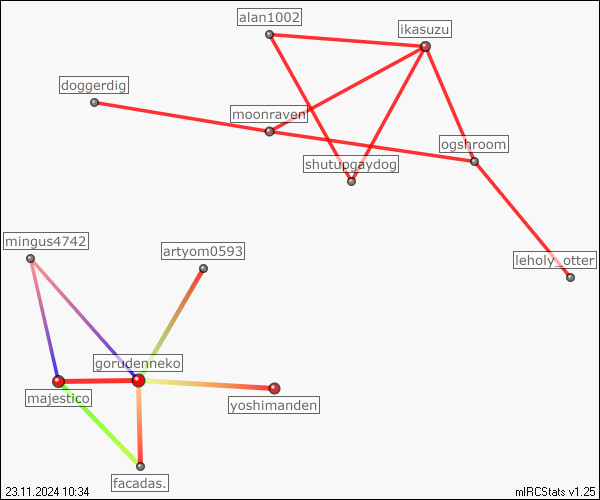 alan1002
ikasuzu
doggerdig
moonraven
ogshroom
shutupgaydog
mingus4742
artyom0593
leholy_otter
gorudenneko
majestico
yoshimanden
facadas.
23.11.2024 10:34
mIRCStats v1.25